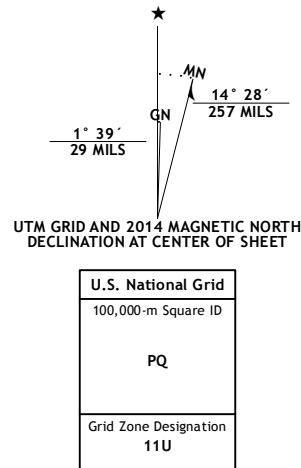 ★
MN
14° 28´
257 MILS
GN
1° 39´
29 MILS
UTM GRID AND 2014 MAGNETIC NORTH
DECLINATION AT CENTER OF SHEET
U.S. National Grid
100,000-m Square ID
PQ
Grid Zone Designation
11U